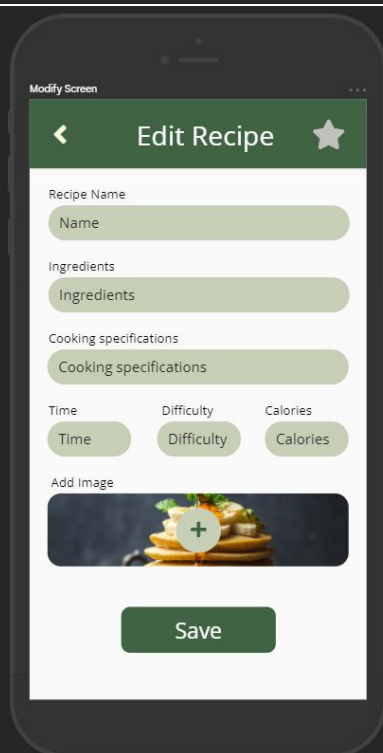 Modify Screen
Edit Recipe
Recipe Name
Name
Ingredients
Ingredients
Cooking specifications
Cooking specifications
Time Difficulty Calories
Time Difficulty Calories
Add Image
+
Save